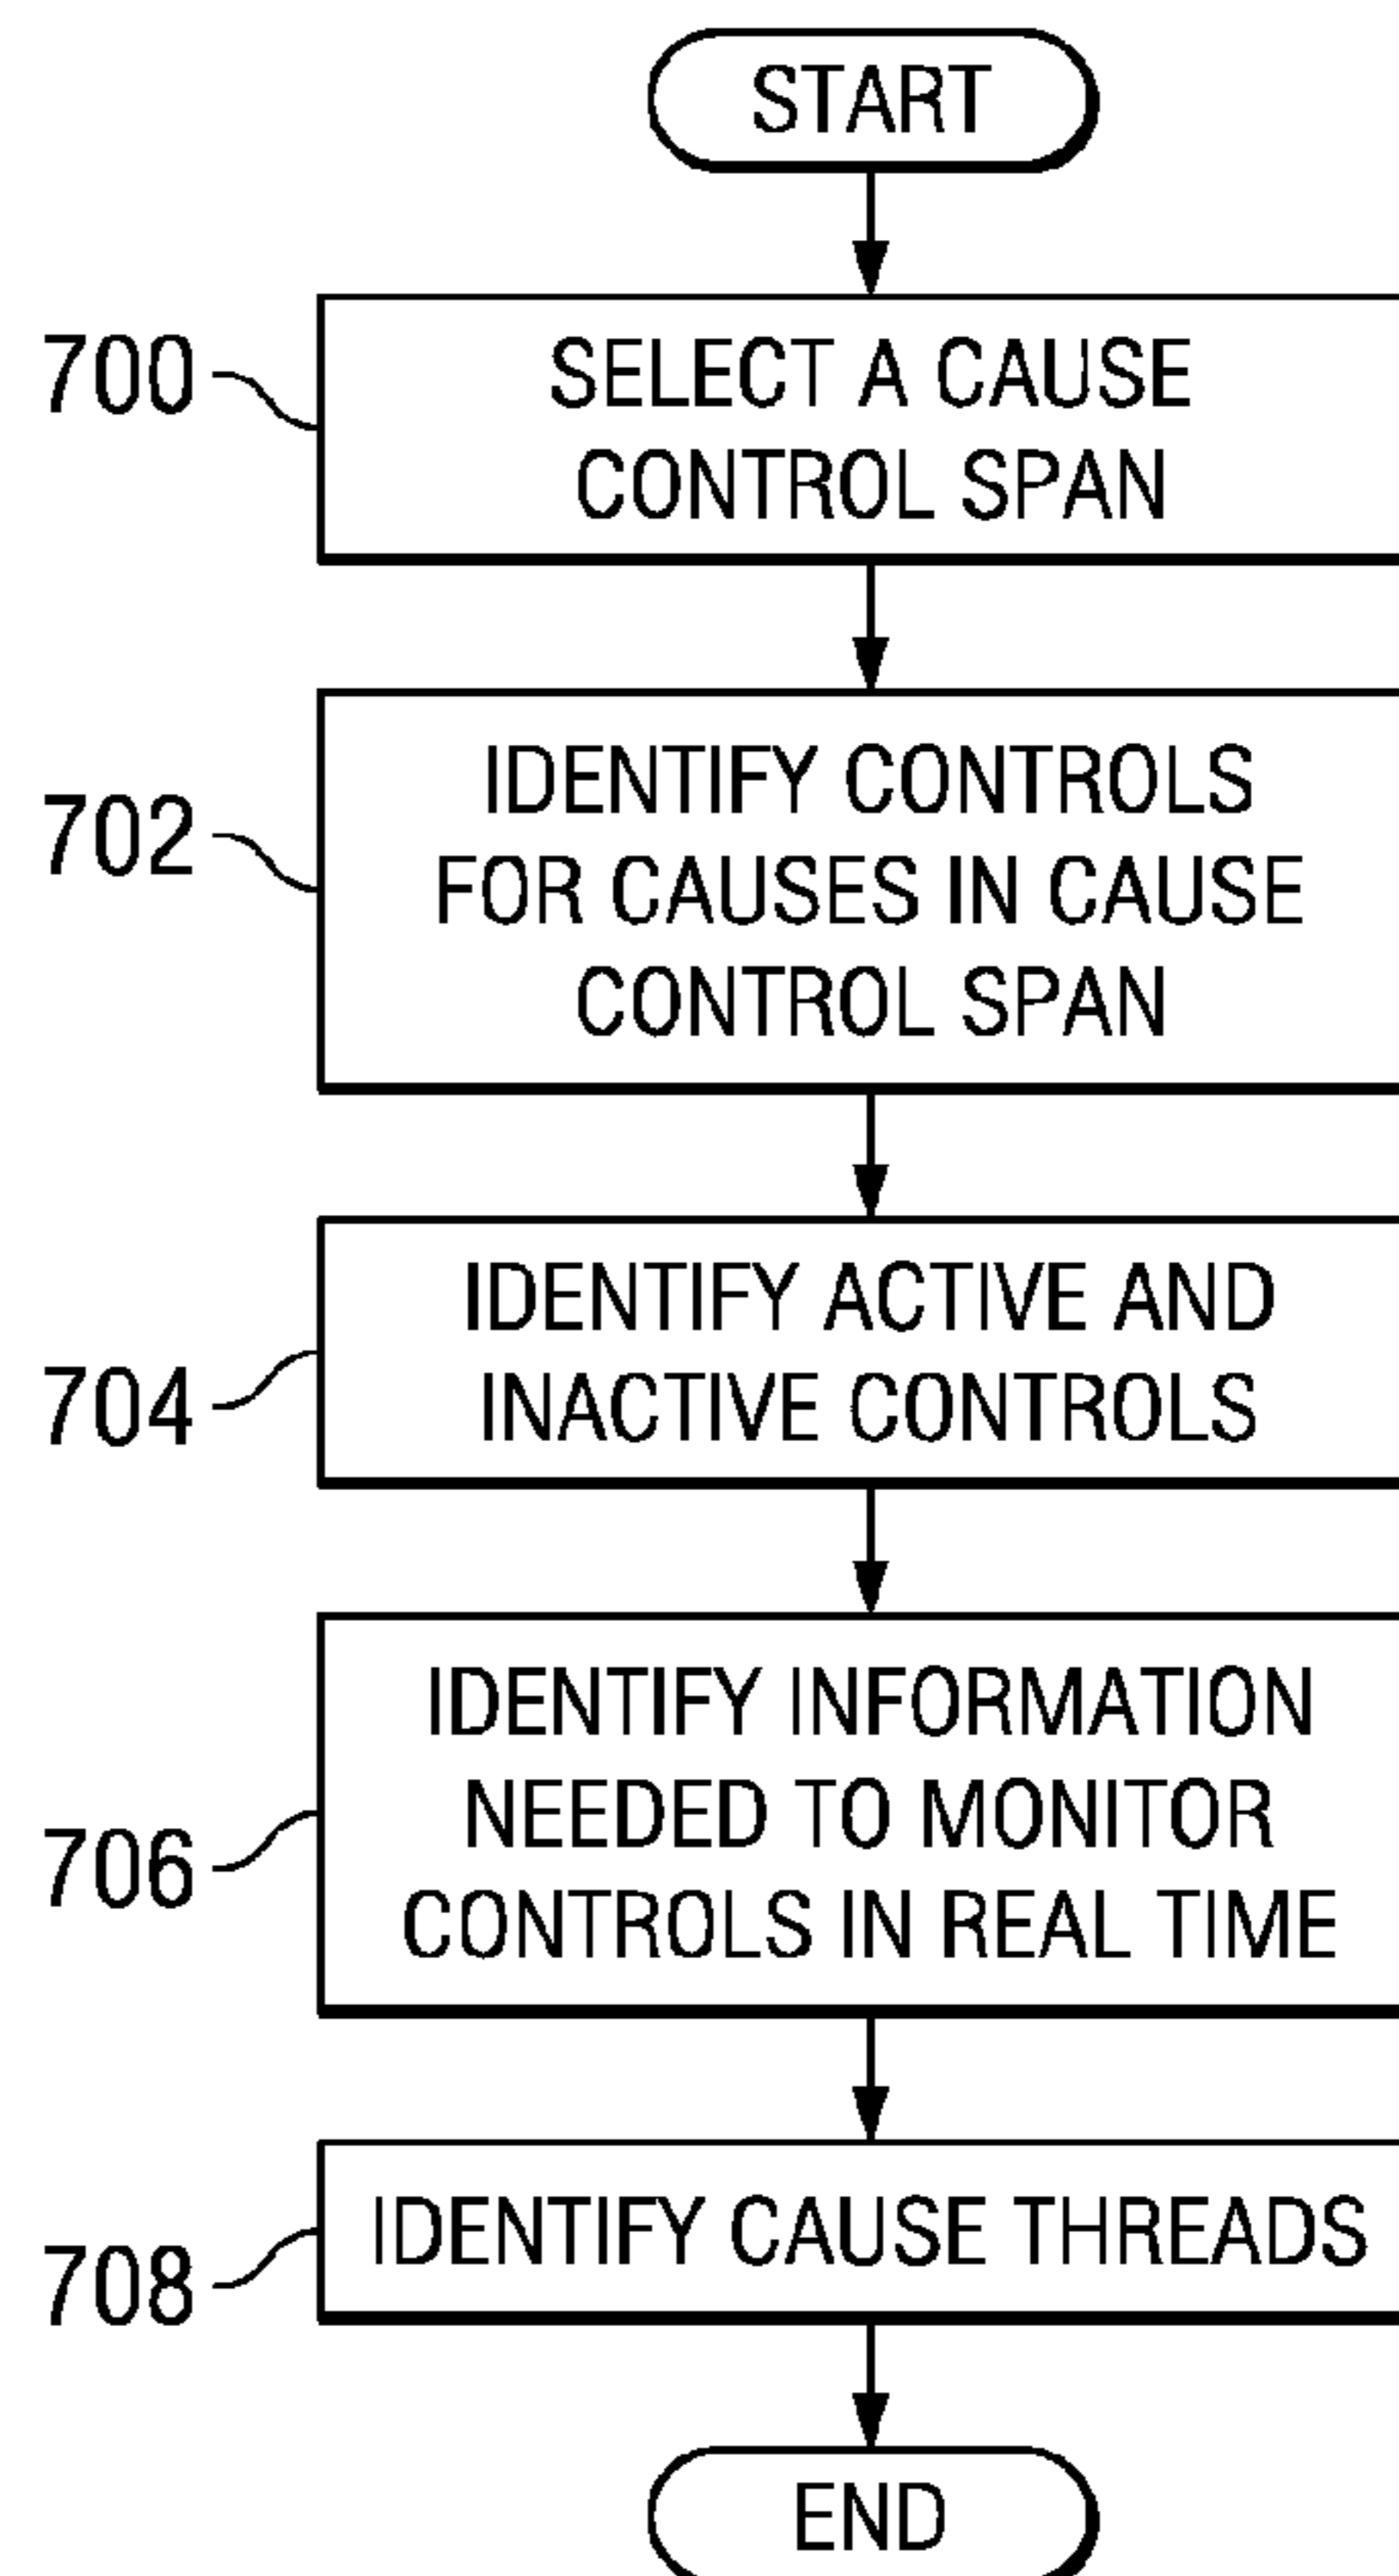 START
700
SELECT A CAUSE
CONTROL SPAN
702
IDENTIFY CONTROLS
FOR CAUSES IN CAUSE
CONTROL SPAN
704
IDENTIFY ACTIVE AND
INACTIVE CONTROLS
706
IDENTIFY INFORMATION
NEEDED TO MONITOR
CONTROLS IN REAL TIME
708
IDENTIFY CAUSE THREADS
END